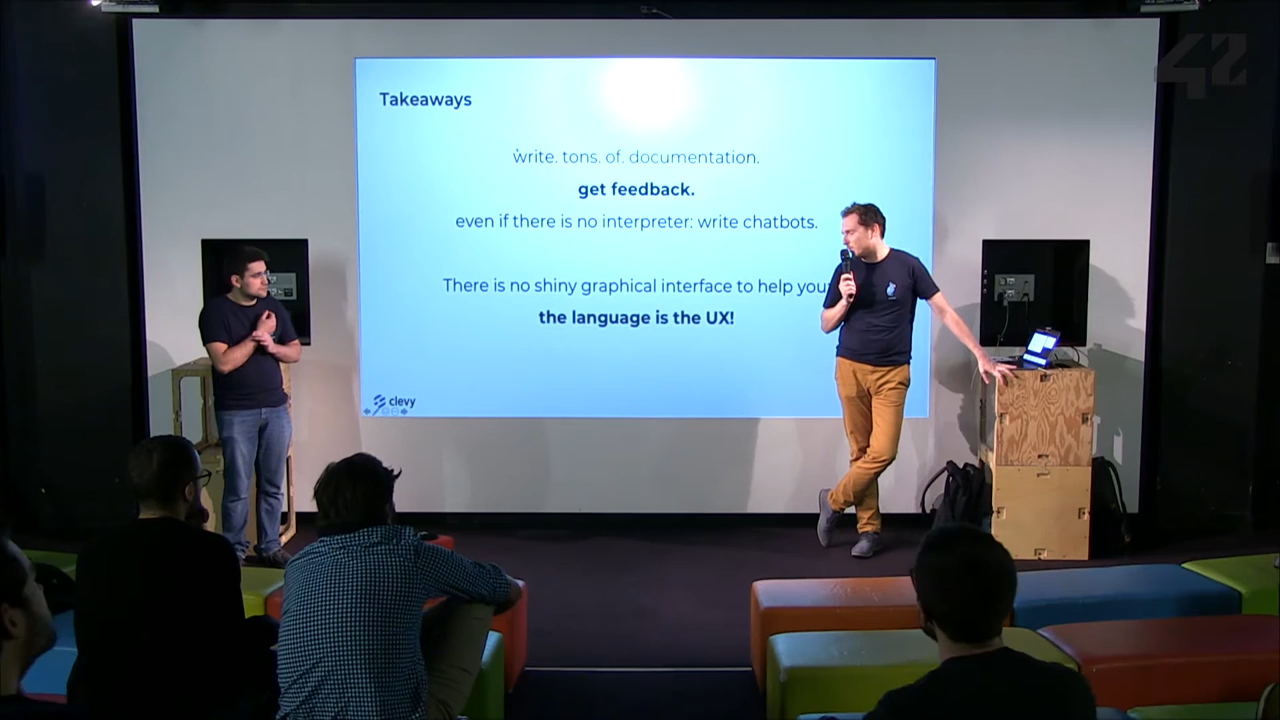 42
Takeaways
write. tons. of. documentation.
get feedback.
even if there is no interpreter: write chatbots.
There is no shiny graphical interface to help you:
the language is the UX!
clevy